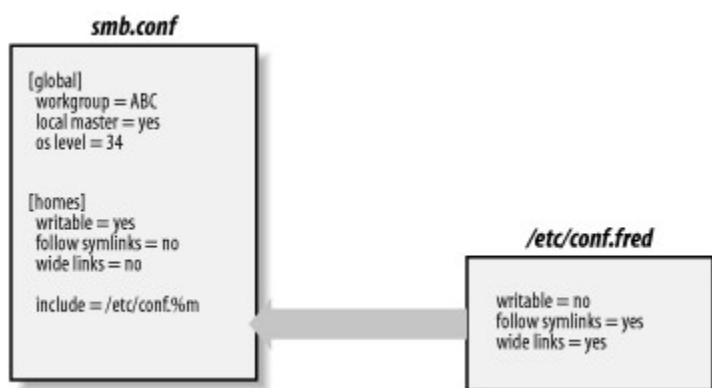 smb.conf
[global]
workgroup = ABC
local master = yes
os level = 34
[homes]
writable = yes
follow symlinks = no
wide links = no
include = /etc/conf.%m
/etc/conf.fred
writable = no
follow symlinks = yes
wide links = yes